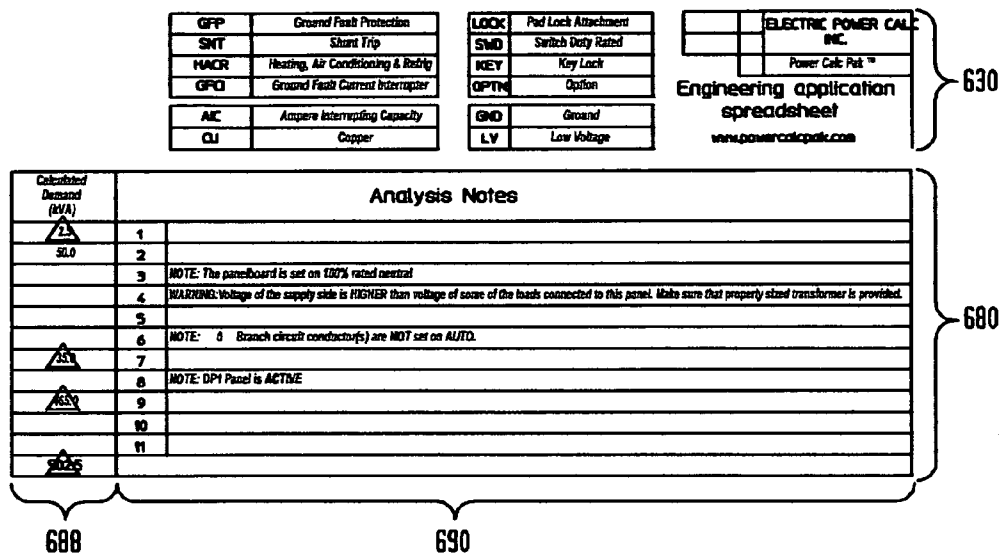 GFP Ground Fault Protection LOCK Pad Lock Attachment ELECTRIC POWER CALC
SHT Shunt Trip SWD Switch Duty Rated INC.
HACR Heating, Air Conditioning & Refrig KEY Key Lock Power Calc Pak ™
GFCI Ground Fault Current Interrupter OPTN Option Engineering application
spreadsheet
AIC Ampere Interrupting Capacity GND Ground
CU Copper LV Low Voltage www.powercalcpak.com
630
Calculated
Demand
(kVA)
Analysis Notes
2.5 1
50.0 2
3 NOTE: The panelboard is set on 100% rated neutral
4 WARNING: Voltage of the supply side is HIGHER than voltage of some of the loads connected to this panel. Make sure that properly sized transformer is provided.
5
6 NOTE: 6 Branch circuit conductor(s) are NOT set on AUTO.
35.0 7
8 NOTE: DP1 Panel is ACTIVE
9
10
11
680
688 690